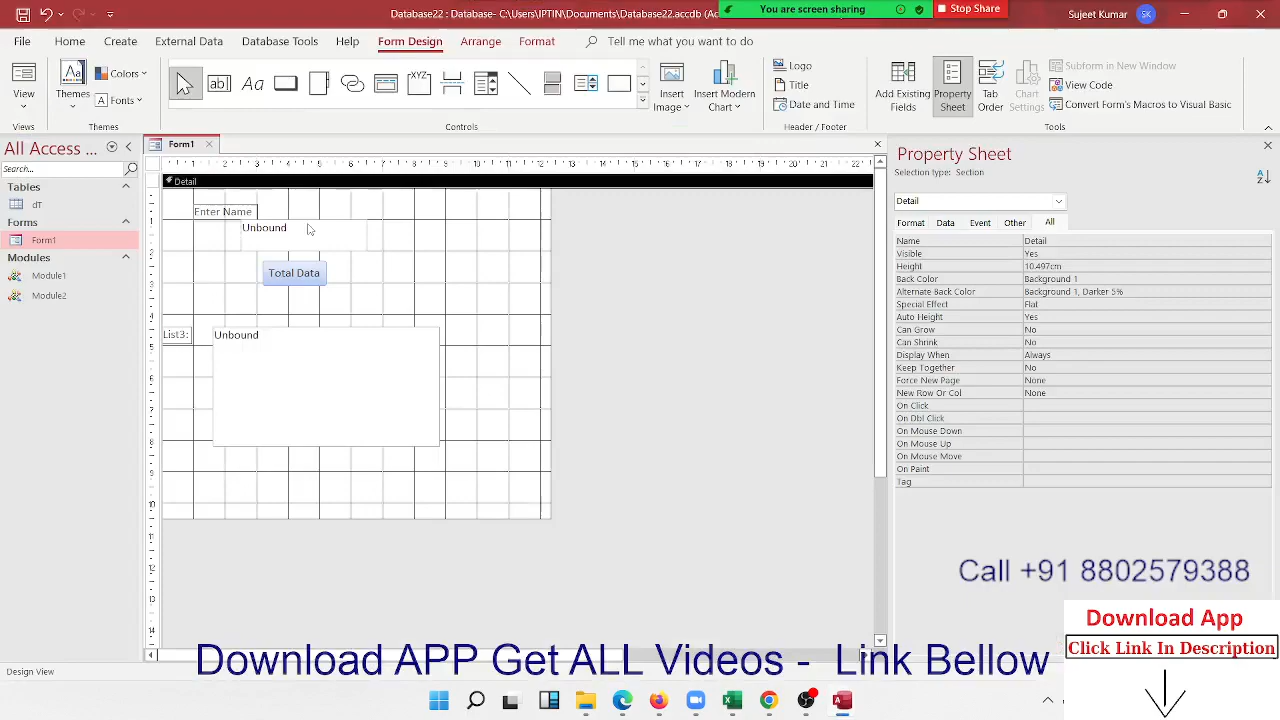 Database22 : Database- C:\Users\IPTIN\Documents\Database22.accdb (Ac
You are screen sharing
Stop Share
Sujeet Kumar
SK
File
Home
Create
External Data
Database Tools
Help
Form Design
Arrange
Format
Tell me what you want to do
View
Views
Themes
Colors
Fonts
Themes
Controls
Insert Image
Insert Modern Chart
Logo
Title
Date and Time
Header / Footer
Add Existing Fields
Property Sheet
Tab Order
Chart Settings
Subform in New Window
View Code
Convert Form's Macros to Visual Basic
Tools
All Access ...
Search...
Tables
dT
Forms
Form1
Modules
Module1
Module2
Form1
Detail
Enter Name
Unbound
Total Data
List3:
Unbound
Property Sheet
Selection type: Section
Detail
Format Data Event Other All
Name Detail
Visible Yes
Height 10.497cm
Back Color Background 1
Alternate Back Color Background 1, Darker 5%
Special Effect Flat
Auto Height Yes
Can Grow No
Can Shrink No
Display When Always
Keep Together No
Force New Page None
New Row Or Col None
On Click
On Dbl Click
On Mouse Down
On Mouse Up
On Mouse Move
On Paint
Tag
Call +91 8802579388
Download App
Click Link In Description
Download APP Get ALL Videos - Link Bellow
Design View